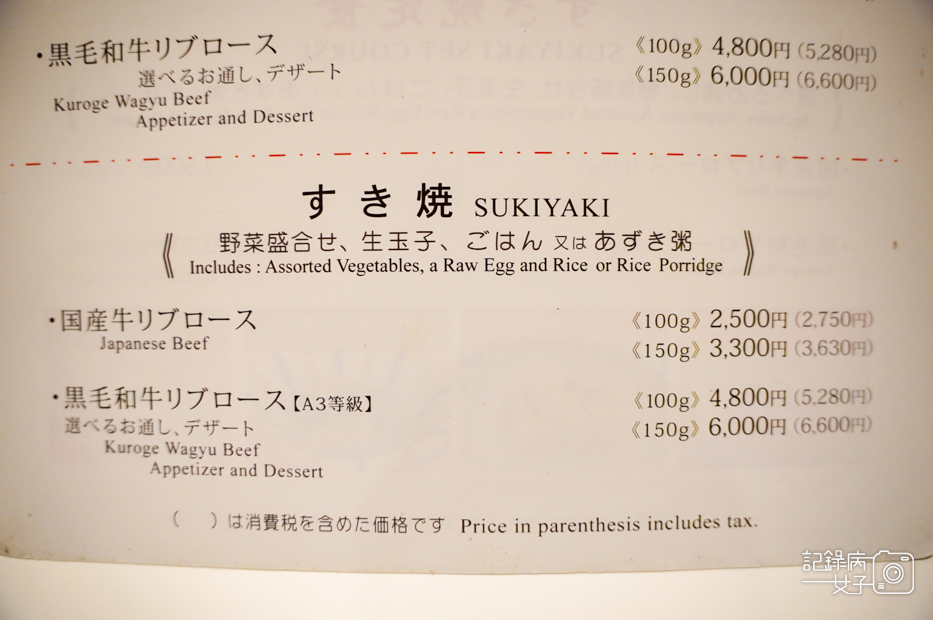 ・黒毛和牛リブロース 《100g》 4,800円 (5,280円)
選べるお通し、デザート 《150g》 6,000円 (6,600円)
Kuroge Wagyu Beef
Appetizer and Dessert
すき焼 SUKIYAKI
《野菜盛合せ、生玉子、ごはん 又は あずき粥
Includes : Assorted Vegetables, a Raw Egg and Rice or Rice Porridge》
・国産牛リブロース 《100g》 2,500円 (2,750円)
Japanese Beef 《150g》 3,300円 (3,630円)
・黒毛和牛リブロース【A3等級】 《100g》 4,800円 (5,280円)
選べるお通し、デザート 《150g》 6,000円 (6,600円)
Kuroge Wagyu Beef
Appetizer and Dessert
（　）は消費税を含めた価格です Price in parenthesis includes tax.
記錄病
女子